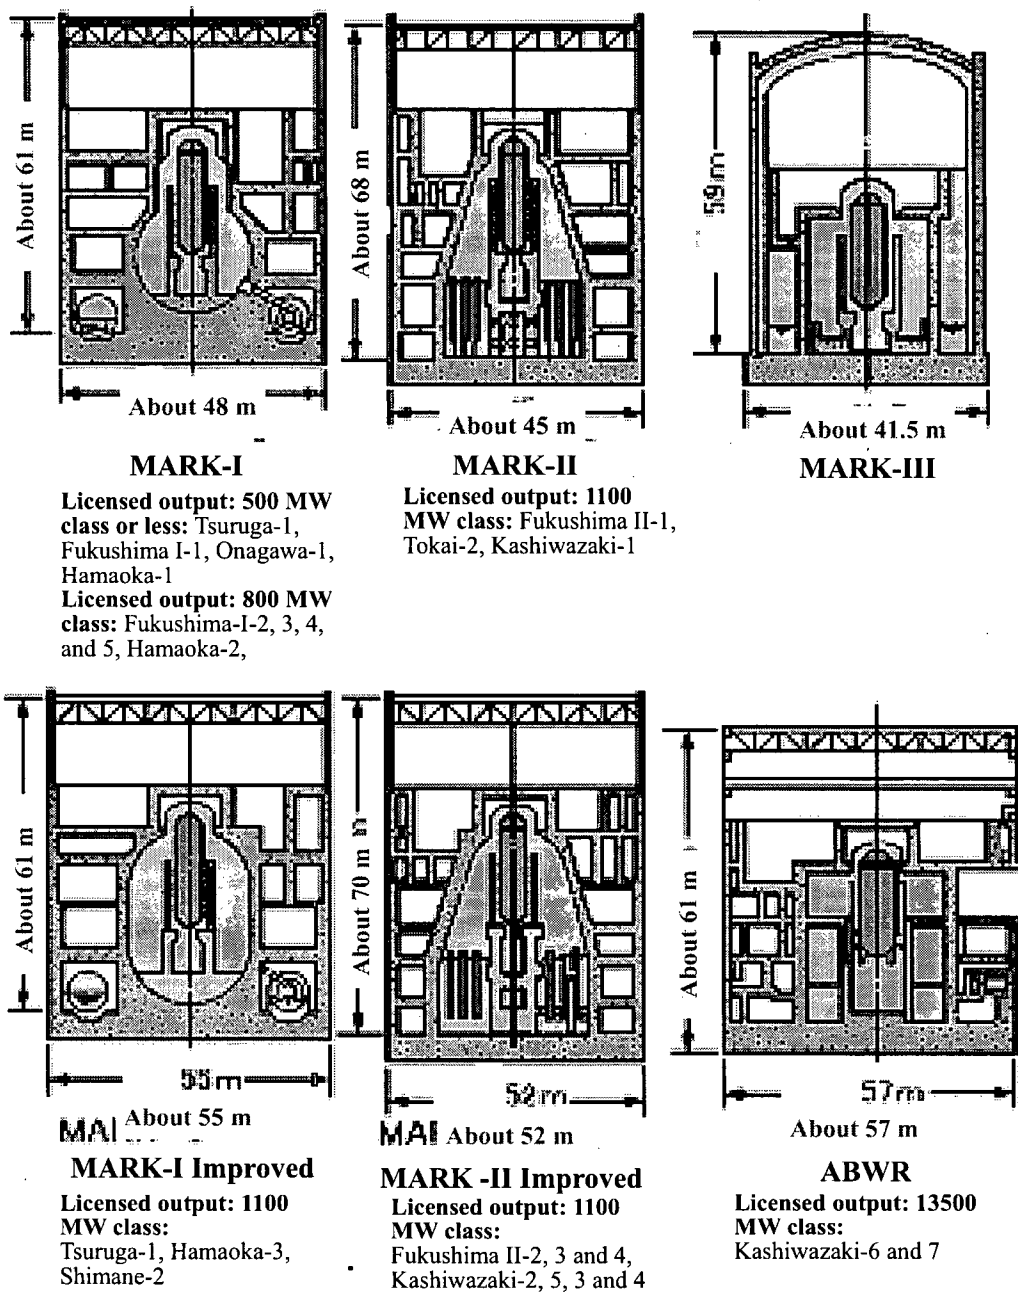 About 61 m
About 48 m
MARK-I
Licensed output: 500 MW
class or less: Tsuruga-1,
Fukushima I-1, Onagawa-1,
Hamaoka-1
Licensed output: 800 MW
class: Fukushima-I-2, 3, 4,
and 5, Hamaoka-2,
About 68 m
About 45 m
MARK-II
Licensed output: 1100
MW class: Fukushima II-1,
Tokai-2, Kashiwazaki-1
59m
About 41.5 m
MARK-III
About 61 m
55m
MAI About 55 m
MARK-I Improved
Licensed output: 1100
MW class:
Tsuruga-1, Hamaoka-3,
Shimane-2
About 70 m
52m
MAI About 52 m
MARK -II Improved
Licensed output: 1100
MW class:
Fukushima II-2, 3 and 4,
Kashiwazaki-2, 5, 3 and 4
About 61 m
57m
About 57 m
ABWR
Licensed output: 13500
MW class:
Kashiwazaki-6 and 7